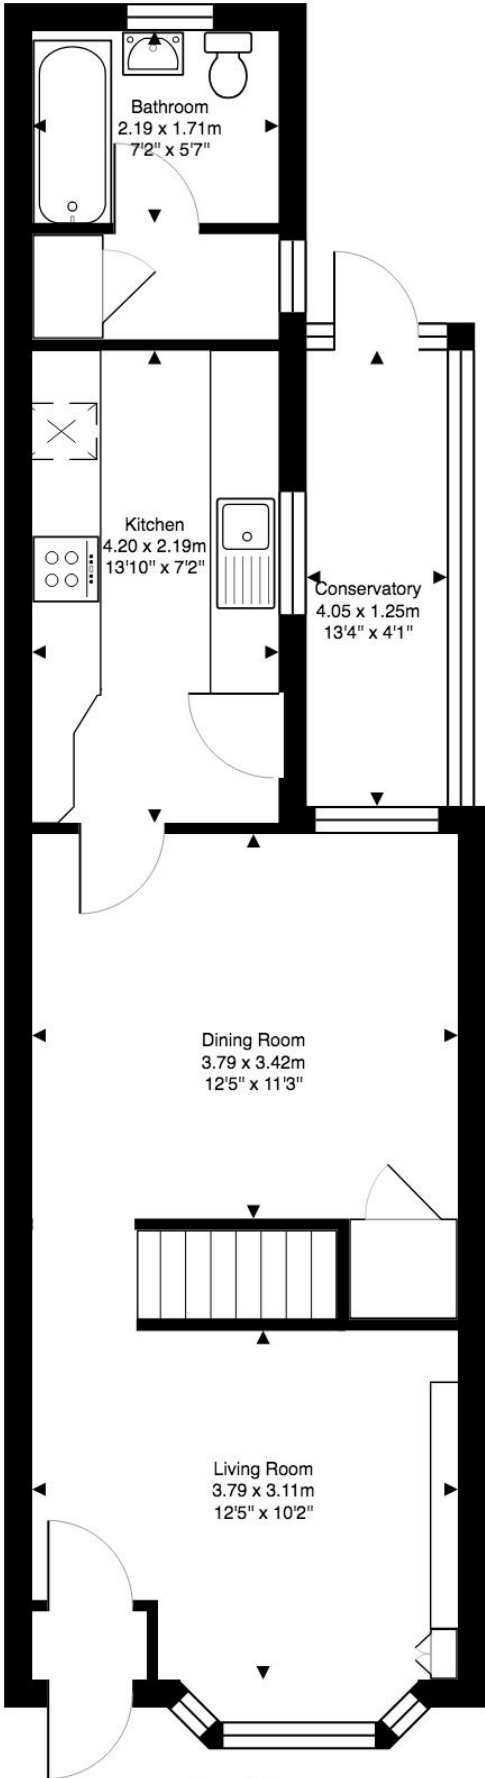 Bathroom
2.19 x 1.71m
7'2" x 5'7"
Kitchen
4.20 x 2.19m
13'10" x 7'2"
Conservatory
4.05 x 1.25m
13'4" x 4'1"
Dining Room
3.79 x 3.42m
12'5" x 11'3"
Living Room
3.79 x 3.11m
12'5" x 10'2"